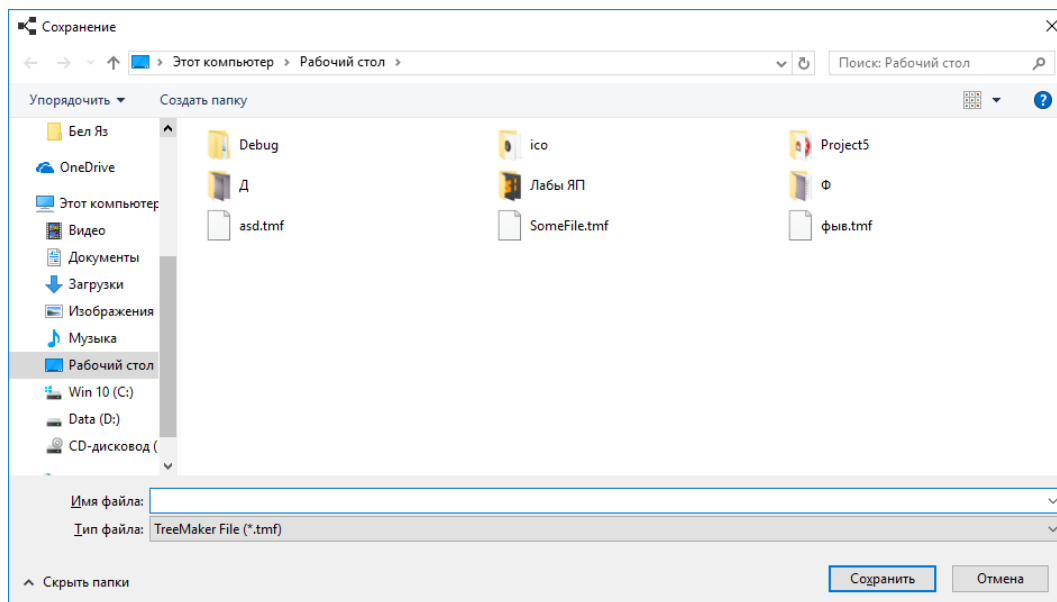 Сохранение
Этот компьютер › Рабочий стол ›
Поиск: Рабочий стол
Упорядочить
Создать папку
Бел Яз
OneDrive
Этот компьютер
Видео
Документы
Загрузки
Изображения
Музыка
Рабочий стол
Win 10 (C:)
Data (D:)
CD-дисковод (
Debug
ico
Project5
Д
Лабы ЯП
Ф
asd.tmf
SomeFile.tmf
фыв.tmf
Имя файла:
Тип файла: TreeMaker File (*.tmf)
Скрыть папки
Сохранить
Отмена